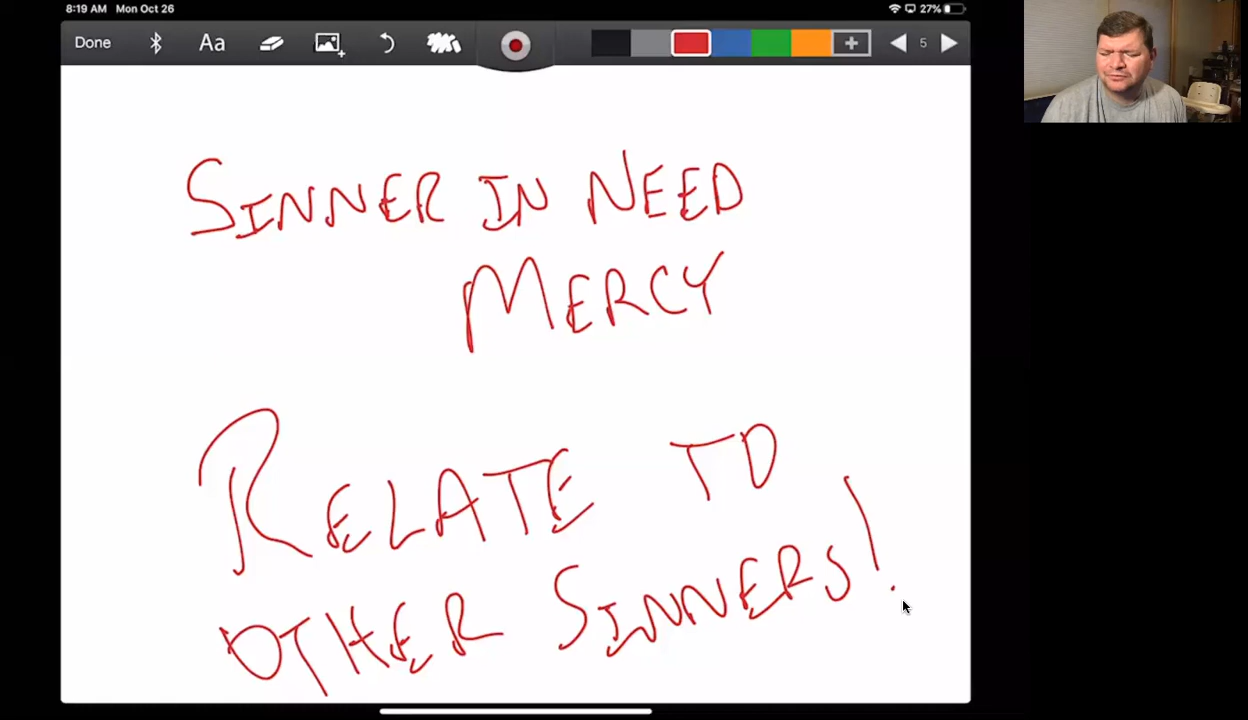 8:19 AM Mon Oct 26 27%
Done Aa 5
SINNER IN NEED
MERCY
RELATE TO
OTHER SINNERS!